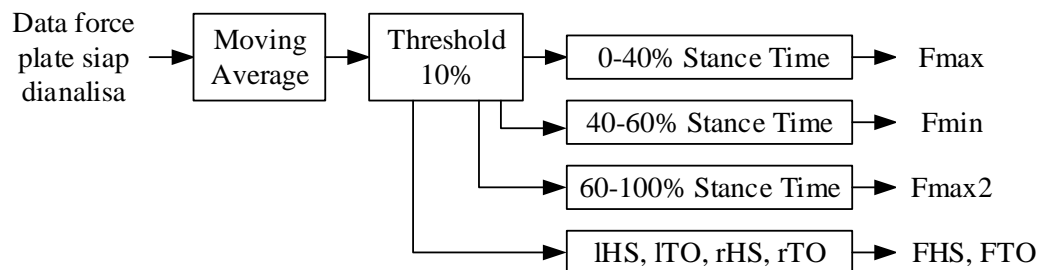 Data force
plate siap
dianalisa
Moving
Average
Threshold
10%
0-40% Stance Time
Fmax
40-60% Stance Time
Fmin
60-100% Stance Time
Fmax2
lHS, lTO, rHS, rTO
FHS, FTO